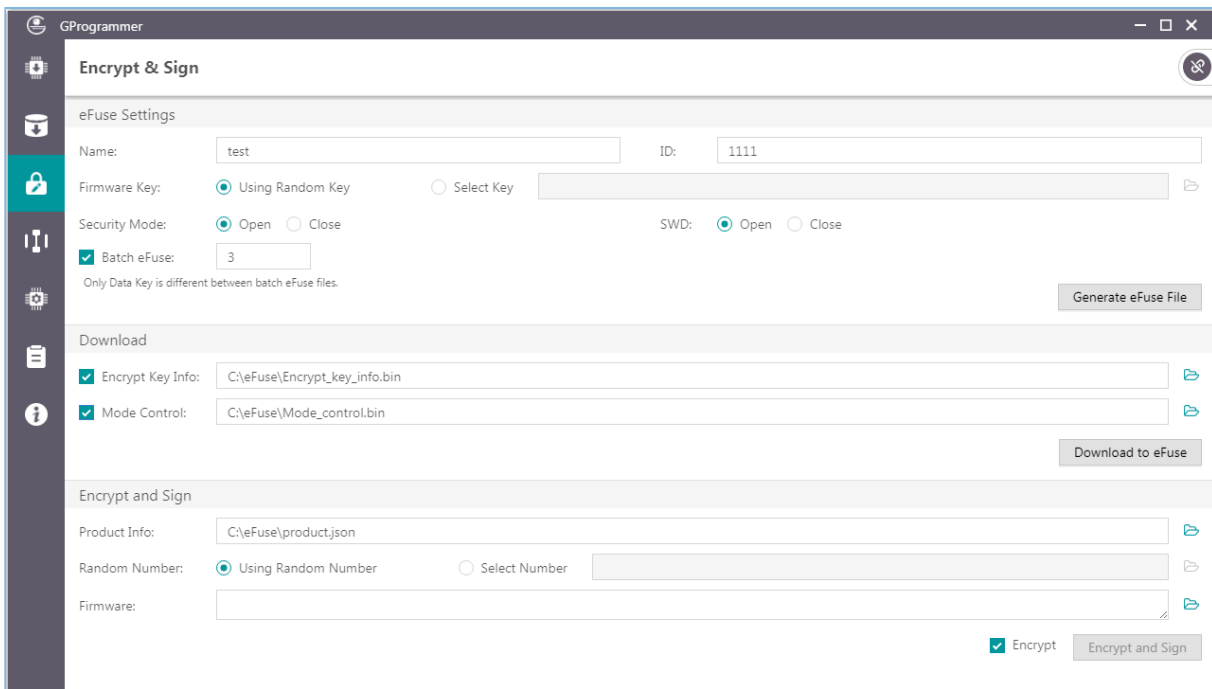 GProgrammer
Encrypt & Sign
eFuse Settings
Name: test ID: 1111
Firmware Key: Using Random Key Select Key
Security Mode: Open Close SWD: Open Close
Batch eFuse: 3
Only Data Key is different between batch eFuse files.
Generate eFuse File
Download
Encrypt Key Info: C:\eFuse\Encrypt_key_info.bin
Mode Control: C:\eFuse\Mode_control.bin
Download to eFuse
Encrypt and Sign
Product Info: C:\eFuse\product.json
Random Number: Using Random Number Select Number
Firmware:
Encrypt Encrypt and Sign